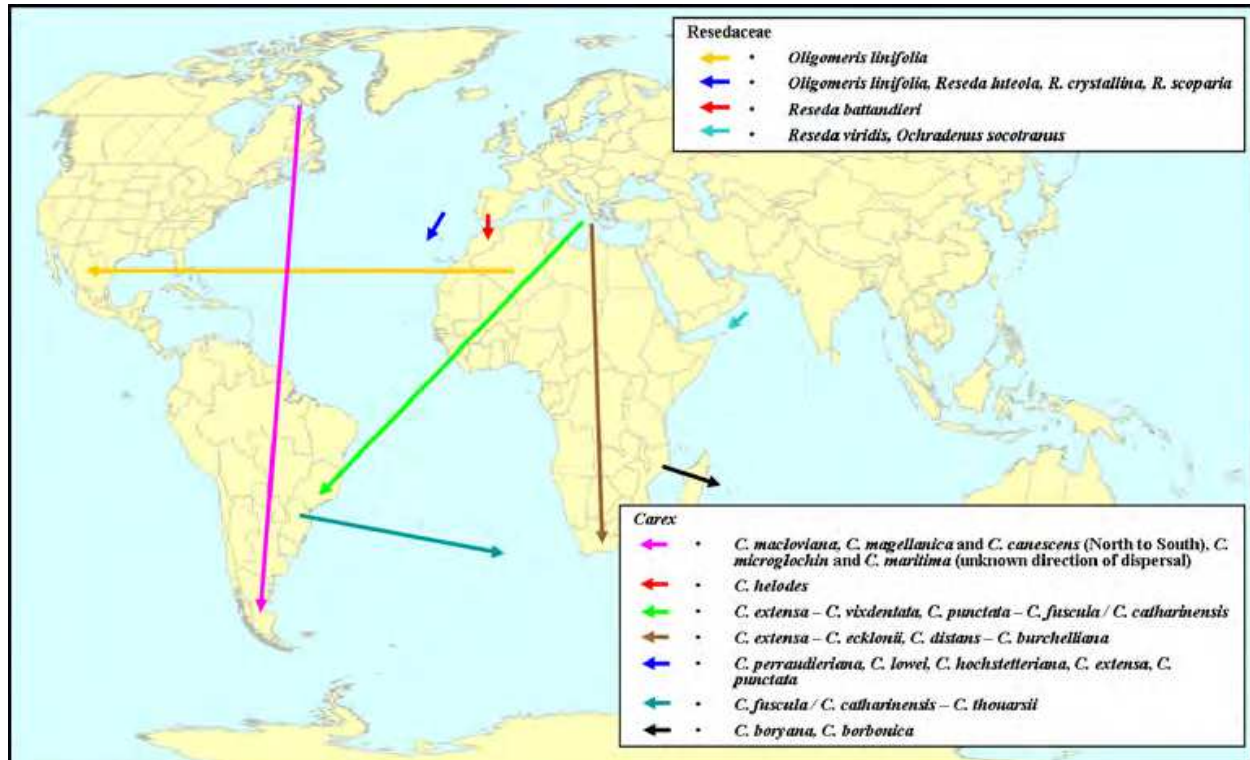 Resedaceae
• Oligomeris linifolia
• Oligomeris linifolia, Reseda luteola, R. crystallina, R. scoparia
• Reseda battandieri
• Reseda viridis, Ochradenus socotranus
Carex
• C. macloviana, C. magellanica and C. canescens (North to South), C.
microglochin and C. maritima (unknown direction of dispersal)
• C. helodes
• C. extensa – C. vixdentata, C. punctata – C. fuscula / C. catharinensis
• C. extensa – C. ecklonii, C. distans – C. burchelliana
• C. perraudieriana, C. lowei, C. hochstetteriana, C. extensa, C.
punctata
• C. fuscula / C. catharinensis – C. thouarsii
• C. boryana, C. borbonica